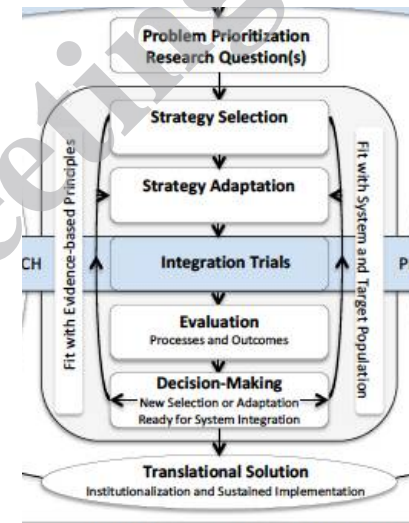 Problem Prioritization
Research Question(s)
Strategy Selection
Strategy Adaptation
Integration Trials
Evaluation
Processes and Outcomes
Decision-Making
New Selection or Adaptation
Ready for System Integration
Translational Solution
Institutionalization and Sustained Implementation
Fit with Evidence-based Principles
Fit with System and Target Population
CH
P
eeting